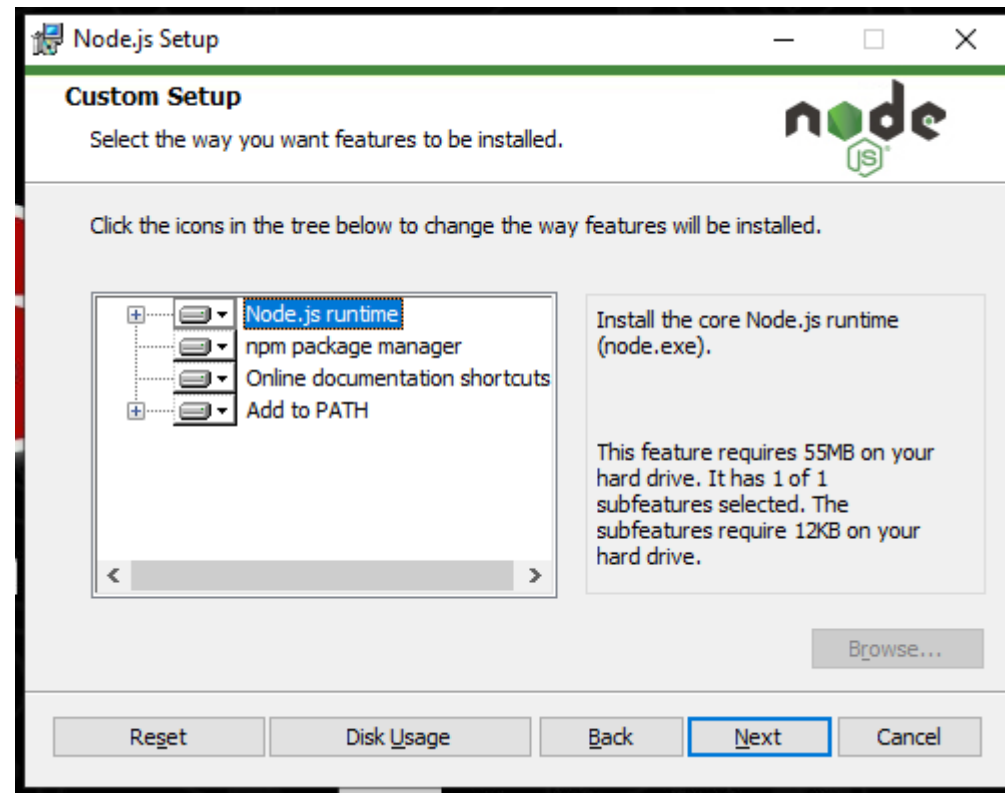 Node.js Setup
Custom Setup
Select the way you want features to be installed.
node
JS
Click the icons in the tree below to change the way features will be installed.
Node.js runtime
npm package manager
Online documentation shortcuts
Add to PATH
Install the core Node.js runtime
(node.exe).
This feature requires 55MB on your
hard drive. It has 1 of 1
subfeatures selected. The
subfeatures require 12KB on your
hard drive.
Browse...
Reset
Disk Usage
Back
Next
Cancel